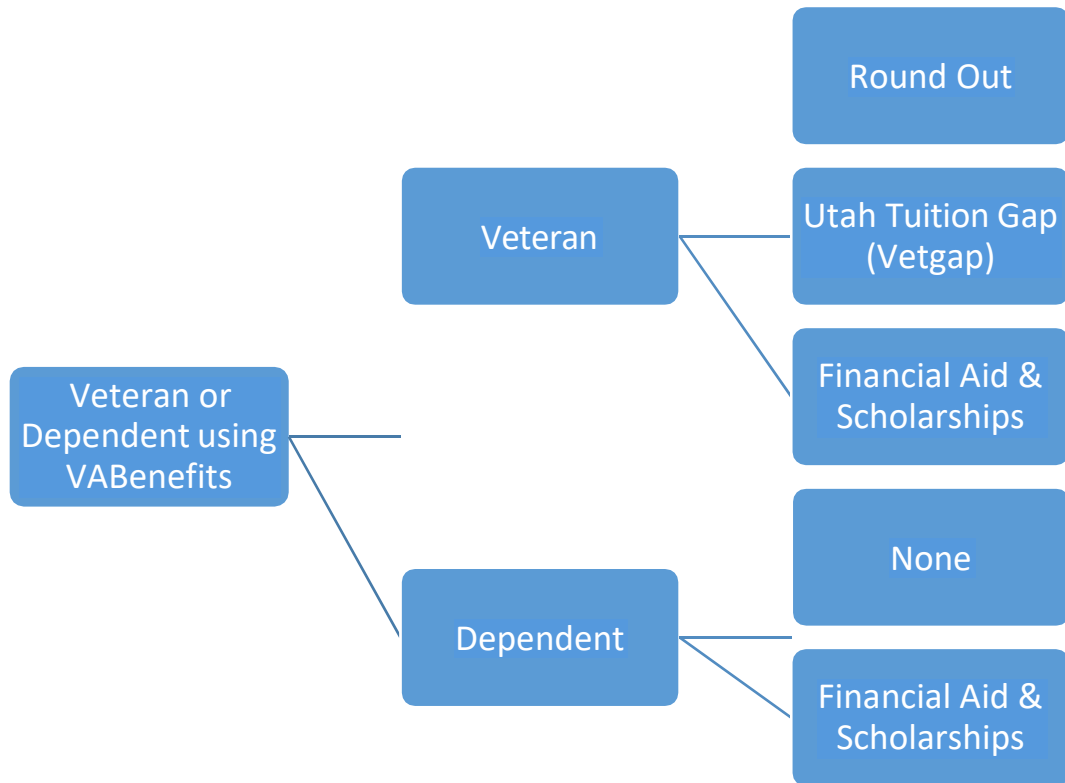 Round Out
Veteran
Utah Tuition Gap
(Vetgap)
Financial Aid &
Scholarships
Veteran or
Dependent using
VABenefits
None
Dependent
Financial Aid &
Scholarships